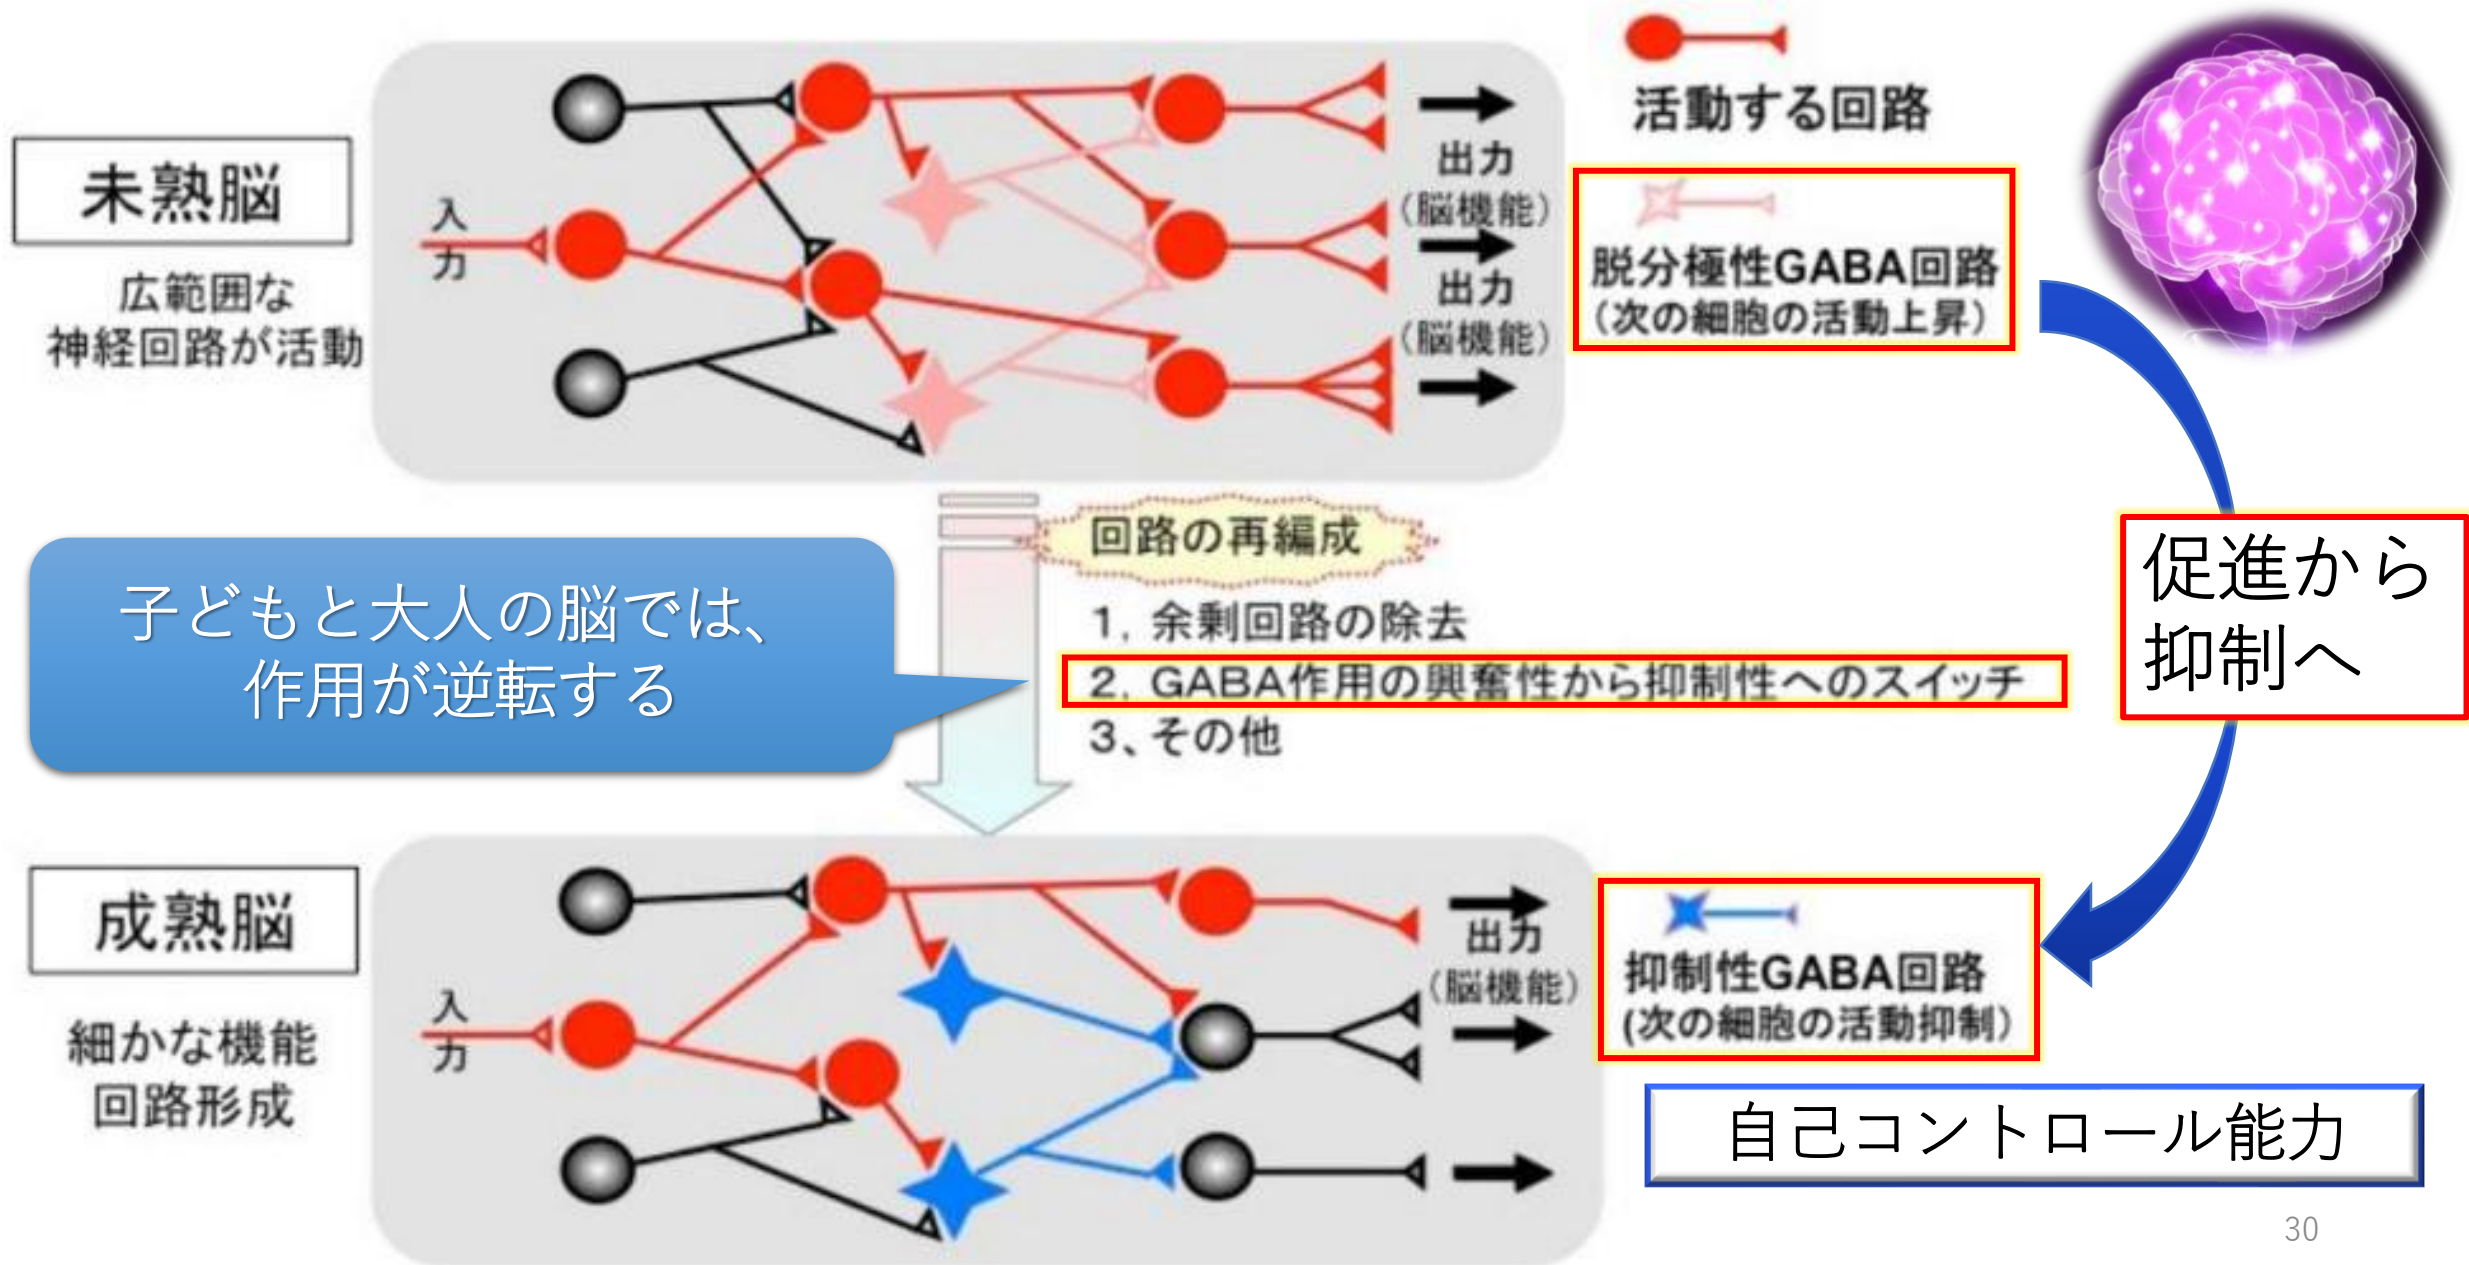 未熟脳
広範囲な
神経回路が活動
入
力
出力
（脳機能）
出力
（脳機能）
活動する回路
脱分極性GABA回路
（次の細胞の活動上昇）
回路の再編成
1. 余剰回路の除去
2. GABA作用の興奮性から抑制性へのスイッチ
3、その他
子どもと大人の脳では、
作用が逆転する
促進から
抑制へ
成熟脳
細かな機能
回路形成
入
力
出力
（脳機能）
抑制性GABA回路
(次の細胞の活動抑制）
自己コントロール能力
30